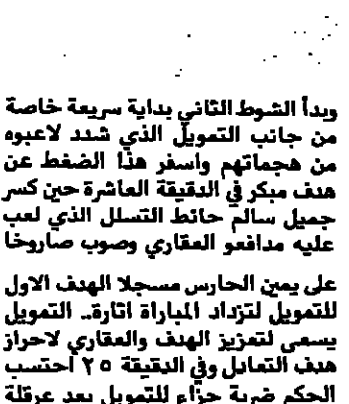 وبدأ الشوط الثاني بداية سريعة خاصة
من جانب التمويل الذي شدد لاعبوه
من هجماتهم واسفر هذا الضغط عن
هدف مبكر في الدقيقة العاشرة حين كسر
جميل سالم حائط التسلل الذي لعب
عليه مدافعو العقاري وصوب صاروخا
على يمين الحارس مسجلا الهدف الاول
للتمويل لتزداد المباراة اثارة.. التمويل
يسعى لتعزيز الهدف والعقاري لاحراز
هدف التعادل وفي الدقيقة ٢٥ احتسب
الحكم ضربة جزاء للتمويل بعد عرقلة